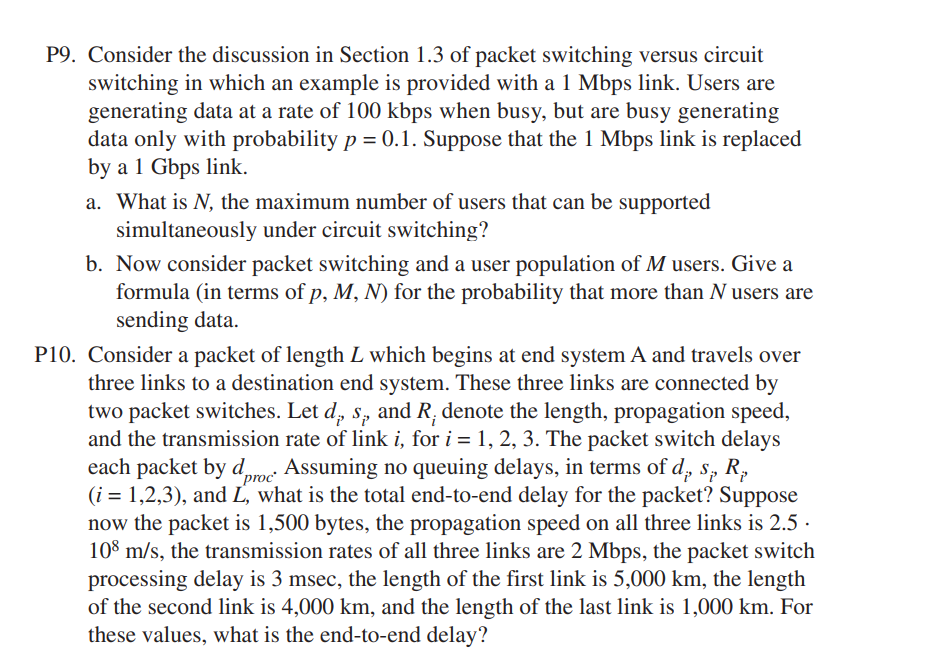 P9. Consider the discussion in Section 1.3 of packet switching versus circuit
switching in which an example is provided with a 1 Mbps link. Users are
generating data at a rate of 100 kbps when busy, but are busy generating
data only with probability p = 0.1. Suppose that the 1 Mbps link is replaced
by a 1 Gbps link.
a. What is N, the maximum number of users that can be supported
simultaneously under circuit switching?
b. Now consider packet switching and a user population of M users. Give a
formula (in terms of p, M, N) for the probability that more than N users are
sending data.
P10. Consider a packet of length L which begins at end system A and travels over
three links to a destination end system. These three links are connected by
two packet switches. Let dᵢ, sᵢ, and Rᵢ denote the length, propagation speed,
and the transmission rate of link i, for i = 1, 2, 3. The packet switch delays
each packet by d_proc. Assuming no queuing delays, in terms of dᵢ, sᵢ, Rᵢ,
(i = 1,2,3), and L, what is the total end-to-end delay for the packet? Suppose
now the packet is 1,500 bytes, the propagation speed on all three links is 2.5 ·
10⁸ m/s, the transmission rates of all three links are 2 Mbps, the packet switch
processing delay is 3 msec, the length of the first link is 5,000 km, the length
of the second link is 4,000 km, and the length of the last link is 1,000 km. For
these values, what is the end-to-end delay?